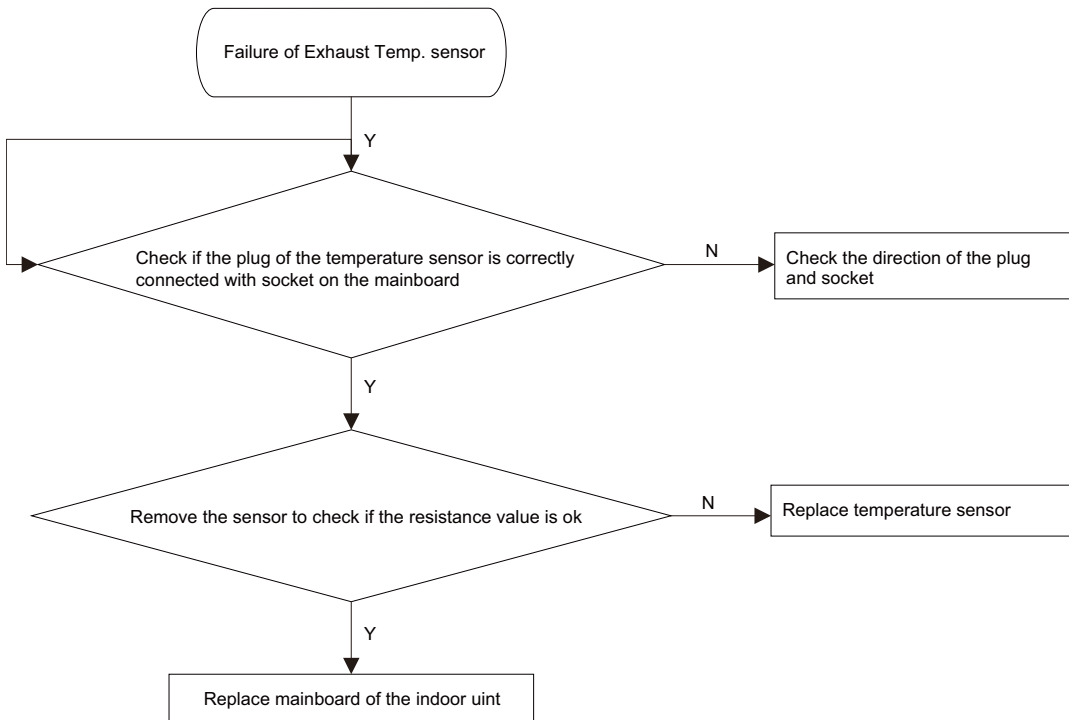 Failure of Exhaust Temp. sensor
Y
Check if the plug of the temperature sensor is correctly
connected with socket on the mainboard
N
Check the direction of the plug
and socket
Y
Remove the sensor to check if the resistance value is ok
N
Replace temperature sensor
Y
Replace mainboard of the indoor uint